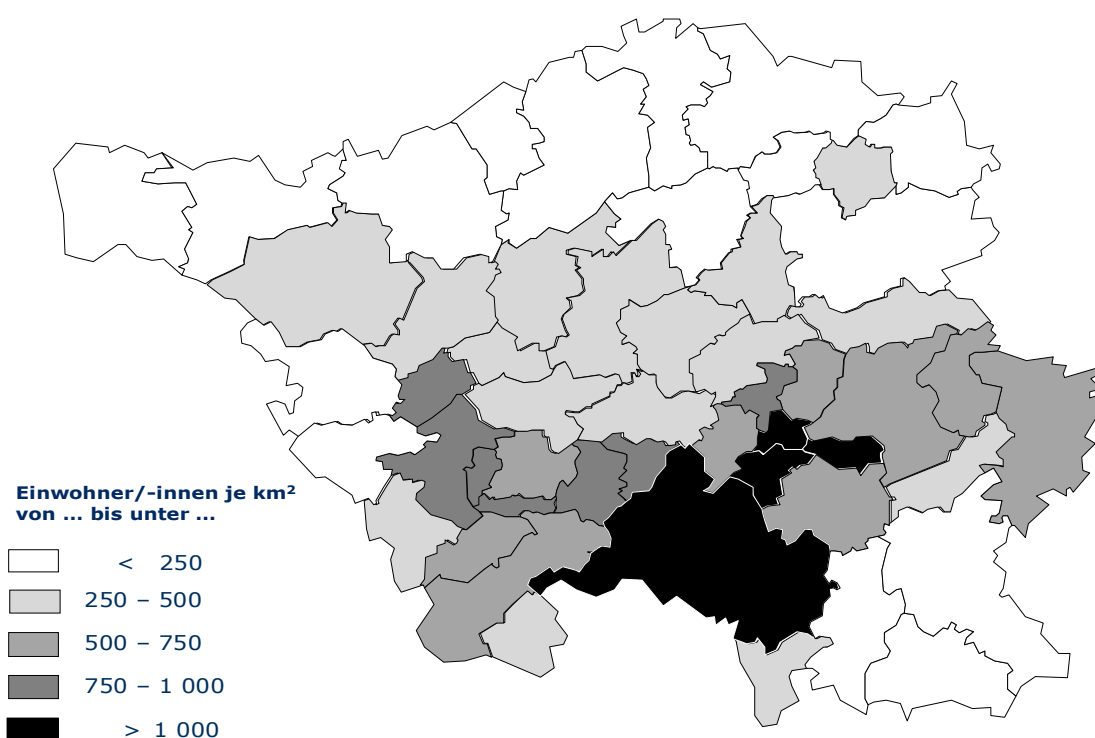 Einwohner/-innen je km²
von ... bis unter ...
< 250
250 – 500
500 – 750
750 – 1 000
> 1 000